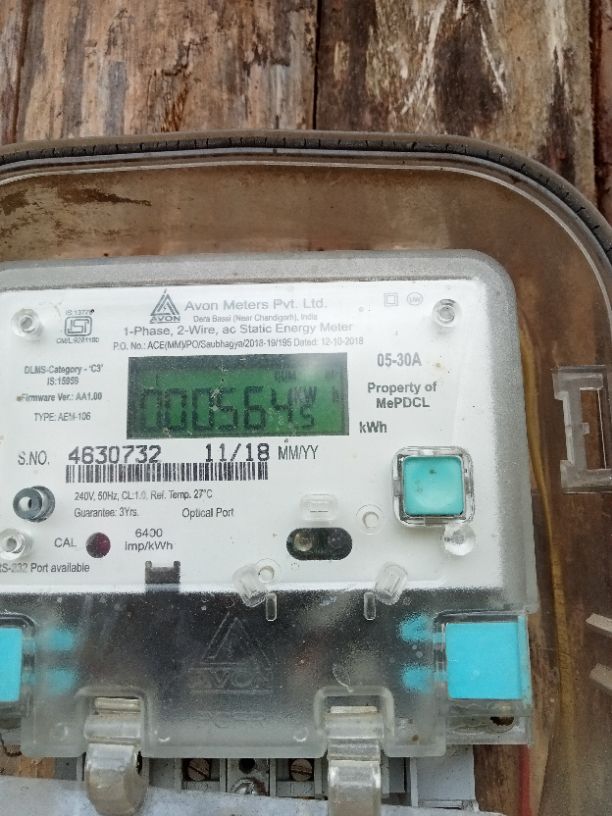 IS:13779
Avon Meters Pvt. Ltd.
AVON
Dera Bassi (Near Chandigarh), India
1-Phase, 2-Wire, ac Static Energy Meter
P.O. No.: ACE(MM)/PO/Saubhagya/2018-19/195 Dated: 12-10-2018
DLMS-Category - 'C3'
IS:15959
Firmware Ver.: AA1.00
TYPE: AEM-106
05-30A
Property of
MePDCL
000564
kWh
S.NO. 4630732 11/18 MM/YY
240V, 50Hz, CL:1.0, Ref. Temp. 27°C
Guarantee: 3Yrs. Optical Port
CAL 6400
imp/kWh
RS-232 Port available
AVON